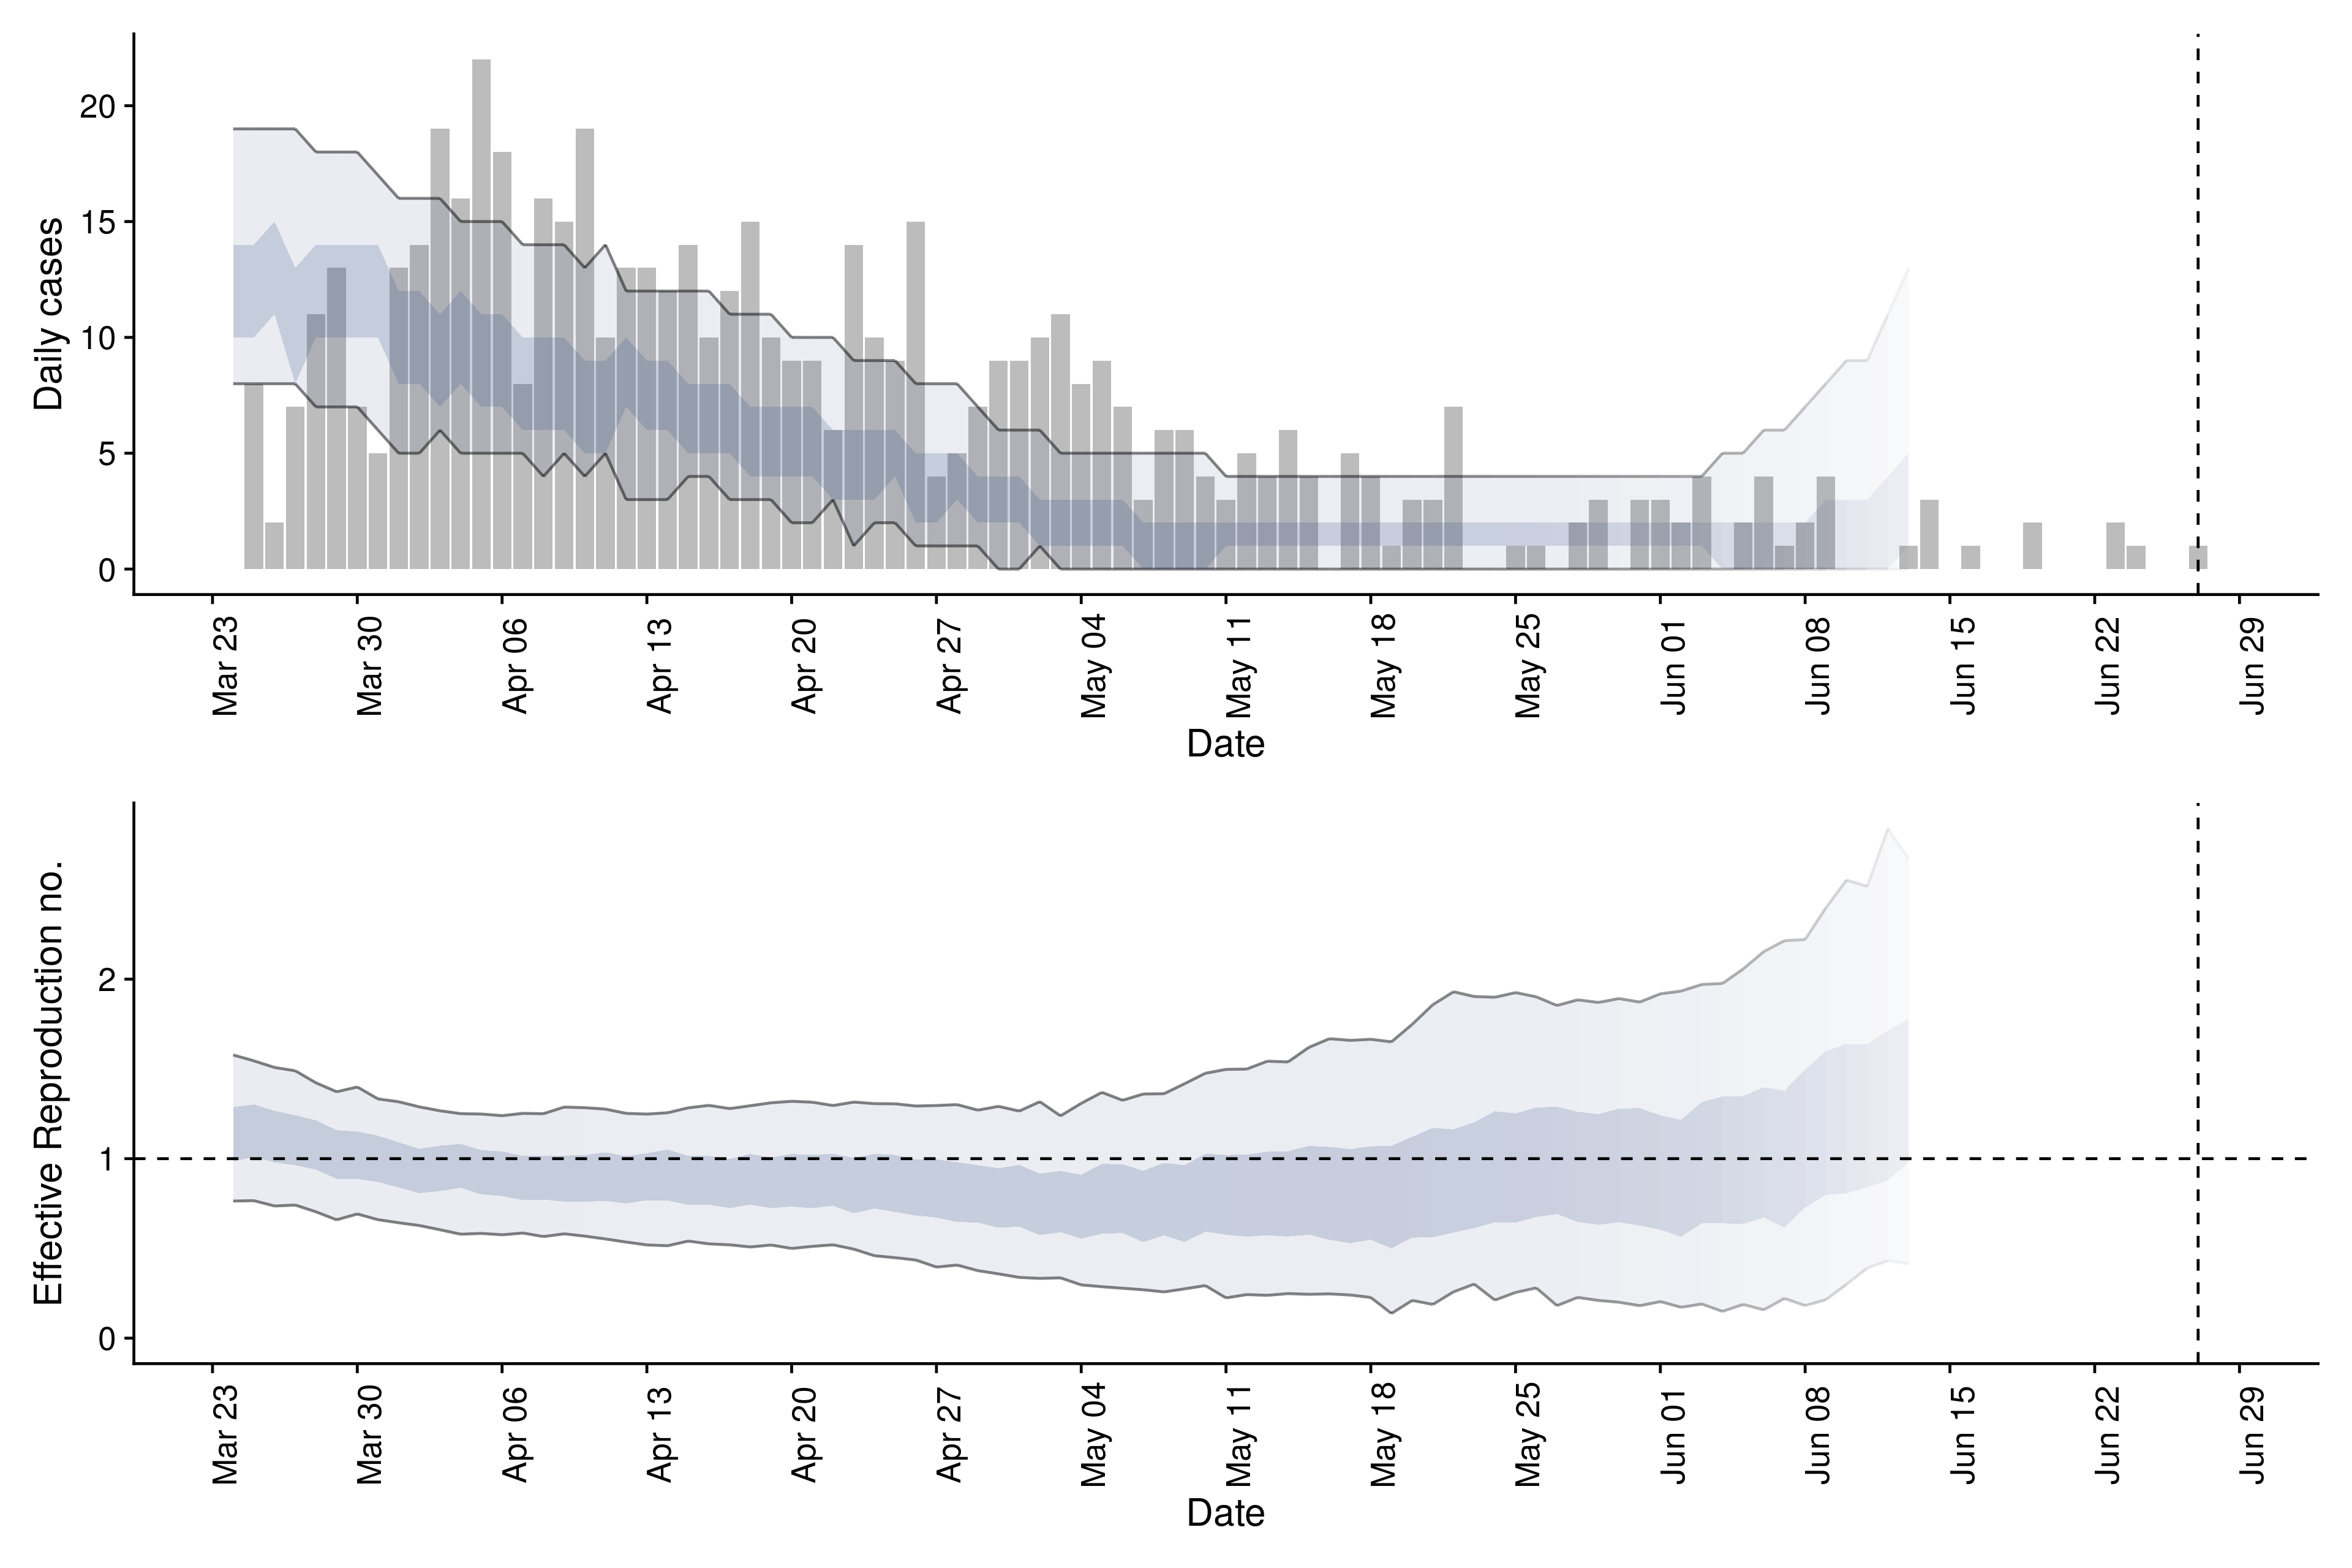 Daily cases
20
15
10
5
0
Mar 23
Mar 30
Apr 06
Apr 13
Apr 20
Apr 27
May 04
May 11
May 18
May 25
Jun 01
Jun 08
Jun 15
Jun 22
Jun 29
Date
Effective Reproduction no.
2
1
0
Mar 23
Mar 30
Apr 06
Apr 13
Apr 20
Apr 27
May 04
May 11
May 18
May 25
Jun 01
Jun 08
Jun 15
Jun 22
Jun 29
Date